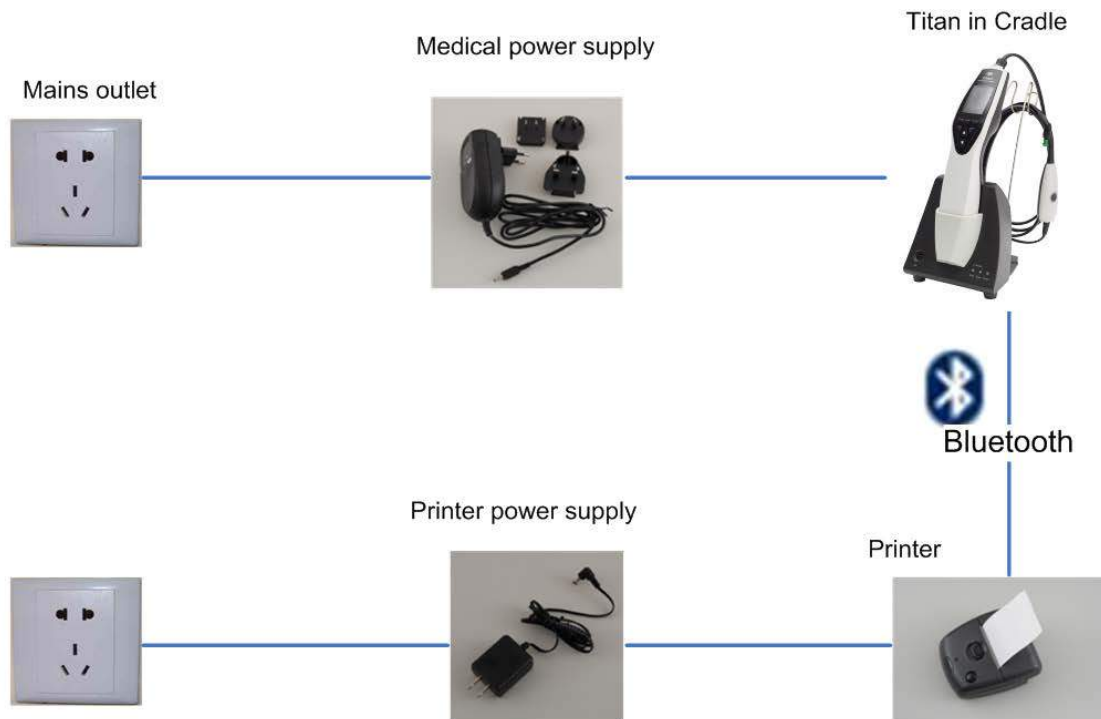 Titan in Cradle
Medical power supply
Mains outlet
Bluetooth
Printer power supply
Printer